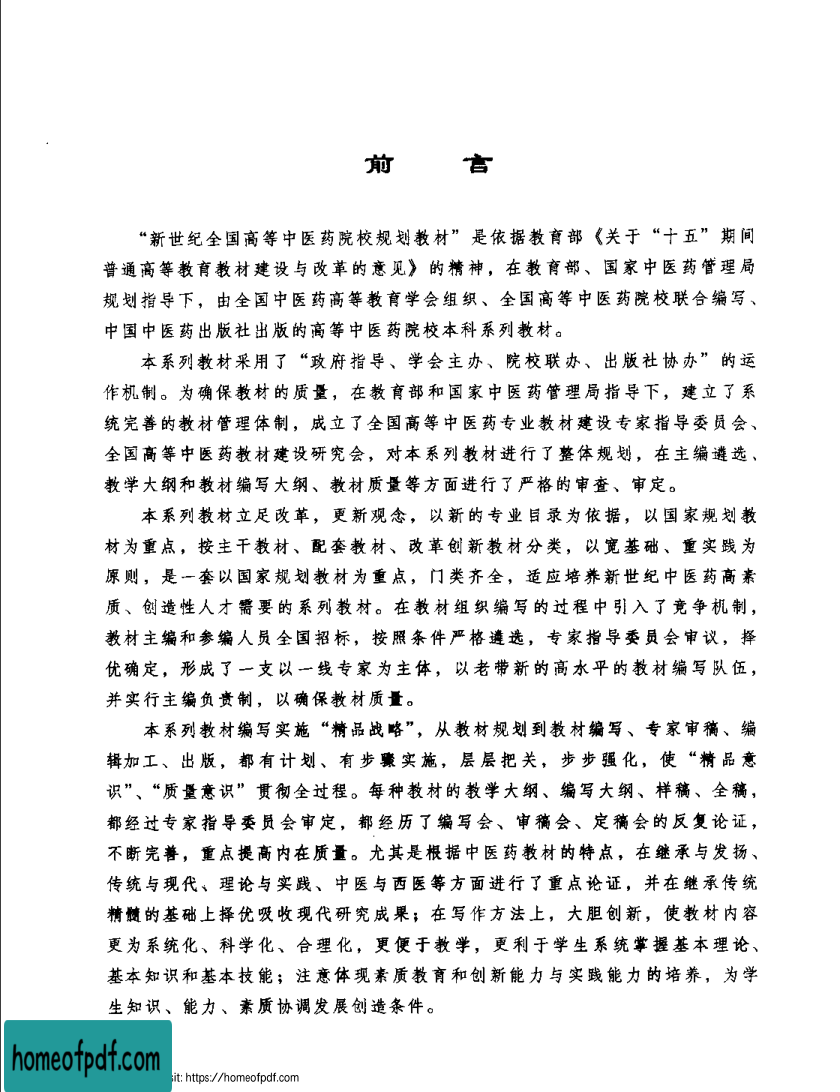 前 言
“新世纪全国高等中医药院校规划教材”是依据教育部《关于“十五”期间
普通高等教育教材建设与改革的意见》的精神，在教育部、国家中医药管理局
规划指导下，由全国中医药高等教育学会组织、全国高等中医药院校联合编写、
中国中医药出版社出版的高等中医药院校本科系列教材。
本系列教材采用了“政府指导、学会主办、院校联办、出版社协办”的运
作机制。为确保教材的质量，在教育部和国家中医药管理局指导下，建立了系
统完善的教材管理体制，成立了全国高等中医药专业教材建设专家指导委员会、
全国高等中医药教材建设研究会，对本系列教材进行了整体规划，在主编遴选、
教学大纲和教材编写大纲、教材质量等方面进行了严格的审查、审定。
本系列教材立足改革，更新观念，以新的专业目录为依据，以国家规划教
材为重点，按主干教材、配套教材、改革创新教材分类，以宽基础、重实践为
原则，是一套以国家规划教材为重点，门类齐全，适应培养新世纪中医药高素
质、创造性人才需要的系列教材。在教材组织编写的过程中引入了竞争机制，
教材主编和参编人员全国招标，按照条件严格遴选，专家指导委员会审议，择
优确定，形成了一支以一线专家为主体，以老带新的高水平的教材编写队伍，
并实行主编负责制，以确保教材质量。
本系列教材编写实施“精品战略”，从教材规划到教材编写、专家审稿、编
辑加工、出版，都有计划、有步骤实施，层层把关，步步强化，使“精品意
识”、“质量意识”贯彻全过程。每种教材的教学大纲、编写大纲、样稿、全稿，
都经过专家指导委员会审定，都经历了编写会、审稿会、定稿会的反复论证，
不断完善，重点提高内在质量。尤其是根据中医药教材的特点，在继承与发扬、
传统与现代、理论与实践、中医与西医等方面进行了重点论证，并在继承传统
精髓的基础上择优吸收现代研究成果；在写作方法上，大胆创新，使教材内容
更为系统化、科学化、合理化，更便于教学，更利于学生系统掌握基本理论、
基本知识和基本技能；注意体现素质教育和创新能力与实践能力的培养，为学
生知识、能力、素质协调发展创造条件。
homeofpdf.com
sit: https://homeofpdf.com